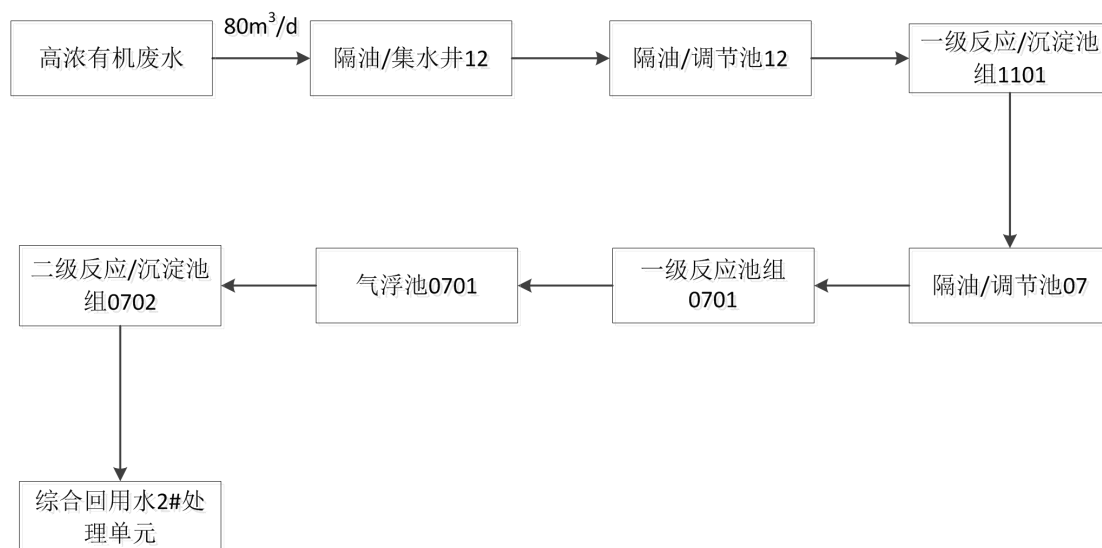 80m³/d
高浓有机废水
隔油/集水井12
隔油/调节池12
一级反应/沉淀池
组1101
二级反应/沉淀池
组0702
气浮池0701
一级反应池组
0701
隔油/调节池07
综合回用水2#处
理单元